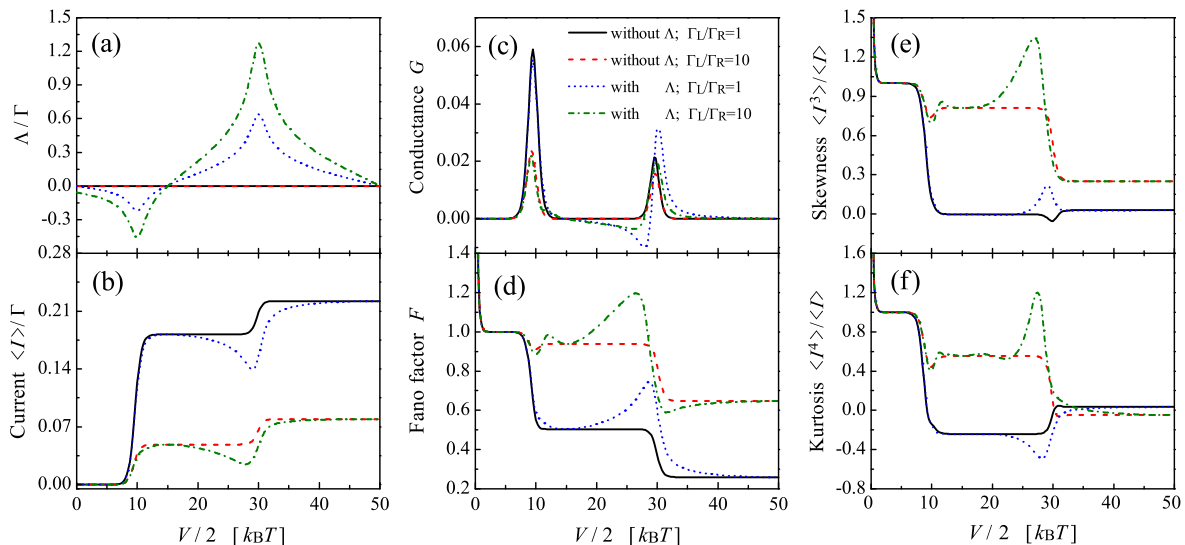 (a)
Λ / Γ
1.5
1.2
0.9
0.6
0.3
0.0
-0.3
0.28
(b)
Current <I>/ Γ
0.21
0.14
0.07
0.00
0 10 20 30 40 50
V / 2 [kBT]
(c)
Conductance G
0.06
0.04
0.02
0.00
without Λ; ΓL/ΓR=1
without Λ; ΓL/ΓR=10
with Λ; ΓL/ΓR=1
with Λ; ΓL/ΓR=10
(d)
Fano factor F
1.4
1.2
1.0
0.8
0.6
0.4
0.2
0 10 20 30 40 50
V / 2 [kBT]
(e)
Skewness <I³>/<I>
1.5
1.2
0.9
0.6
0.3
0.0
(f)
Kurtosis <I⁴>/<I>
1.6
1.2
0.8
0.4
0.0
-0.4
-0.8
0 10 20 30 40 50
V / 2 [kBT]